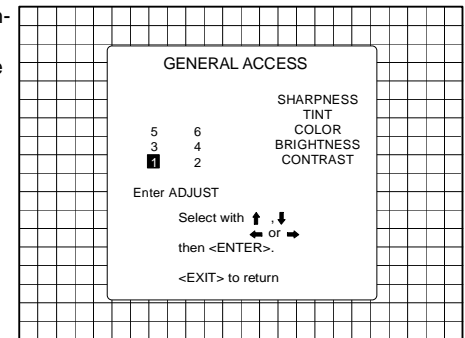 n-
e
GENERAL ACCESS
SHARPNESS
TINT
5 6 COLOR
3 4 BRIGHTNESS
1 2 CONTRAST
Enter ADJUST
Select with ⬆ , ⬇
⬅ or ➡
then <ENTER>.
<EXIT> to return